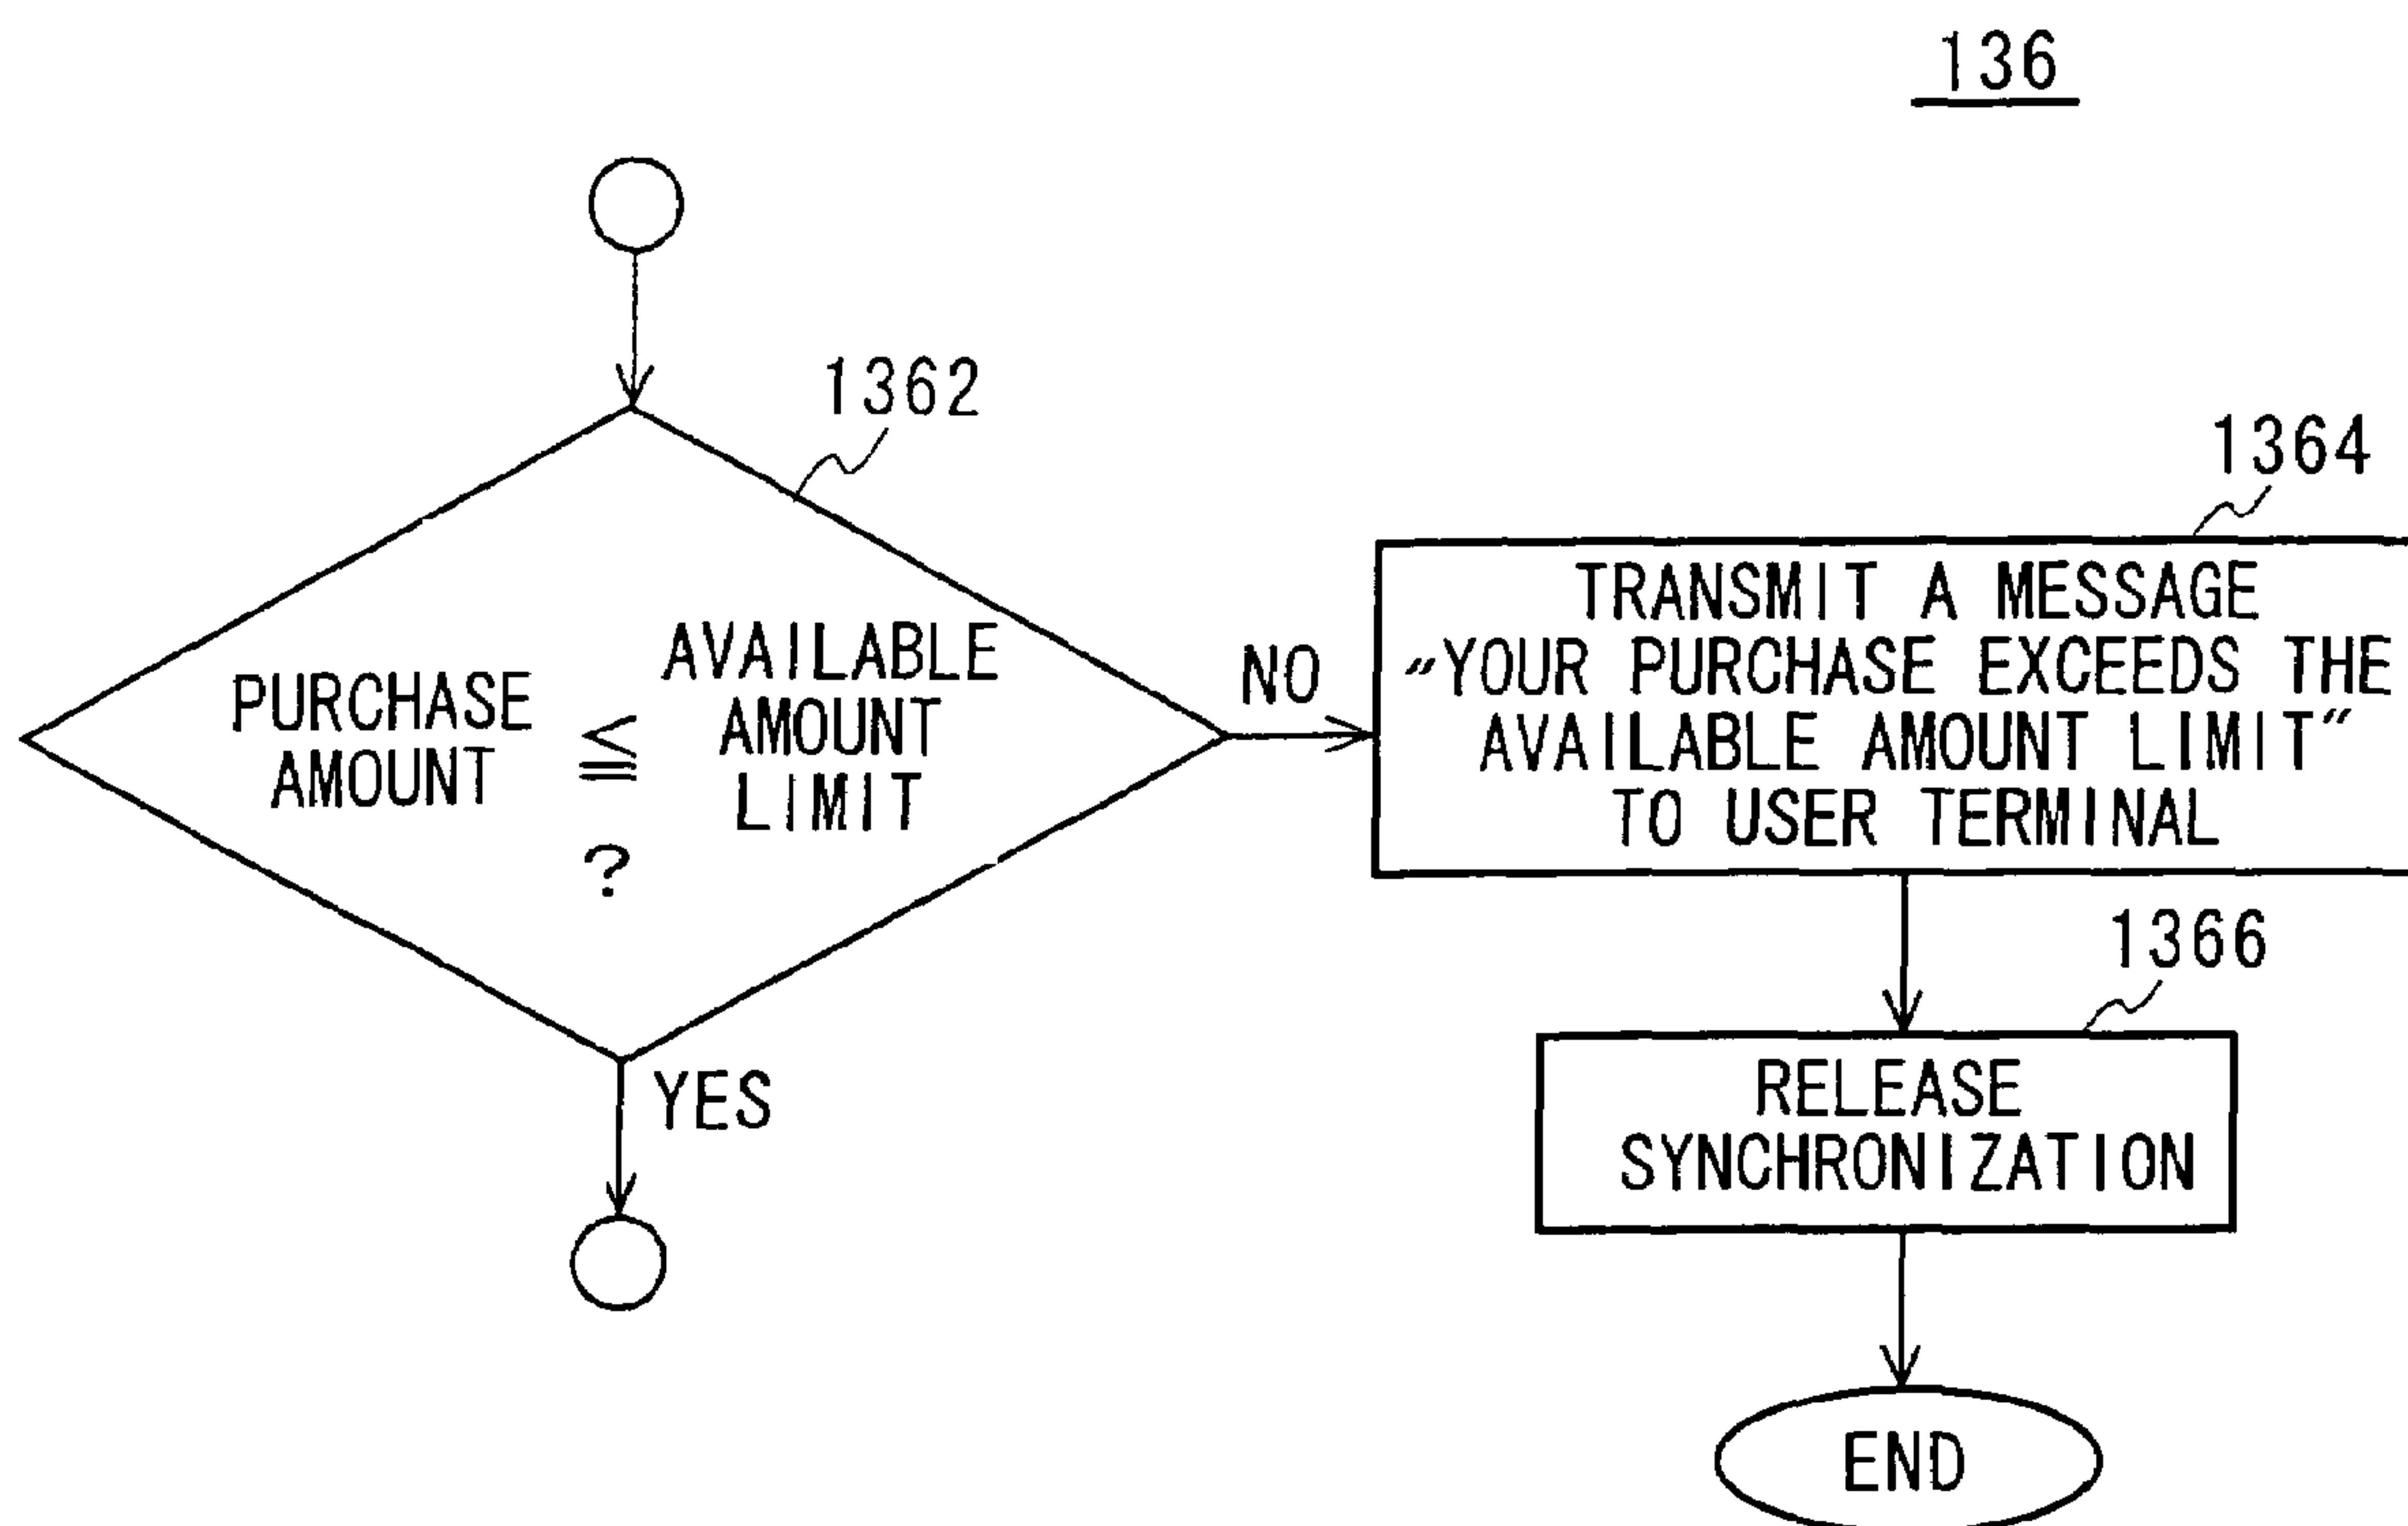 136
1362
PURCHASE
AMOUNT
≦
AVAILABLE
AMOUNT
LIMIT
?
NO
YES
1364
TRANSMIT A MESSAGE
"YOUR PURCHASE EXCEEDS THE
AVAILABLE AMOUNT LIMIT"
TO USER TERMINAL
1366
RELEASE
SYNCHRONIZATION
END